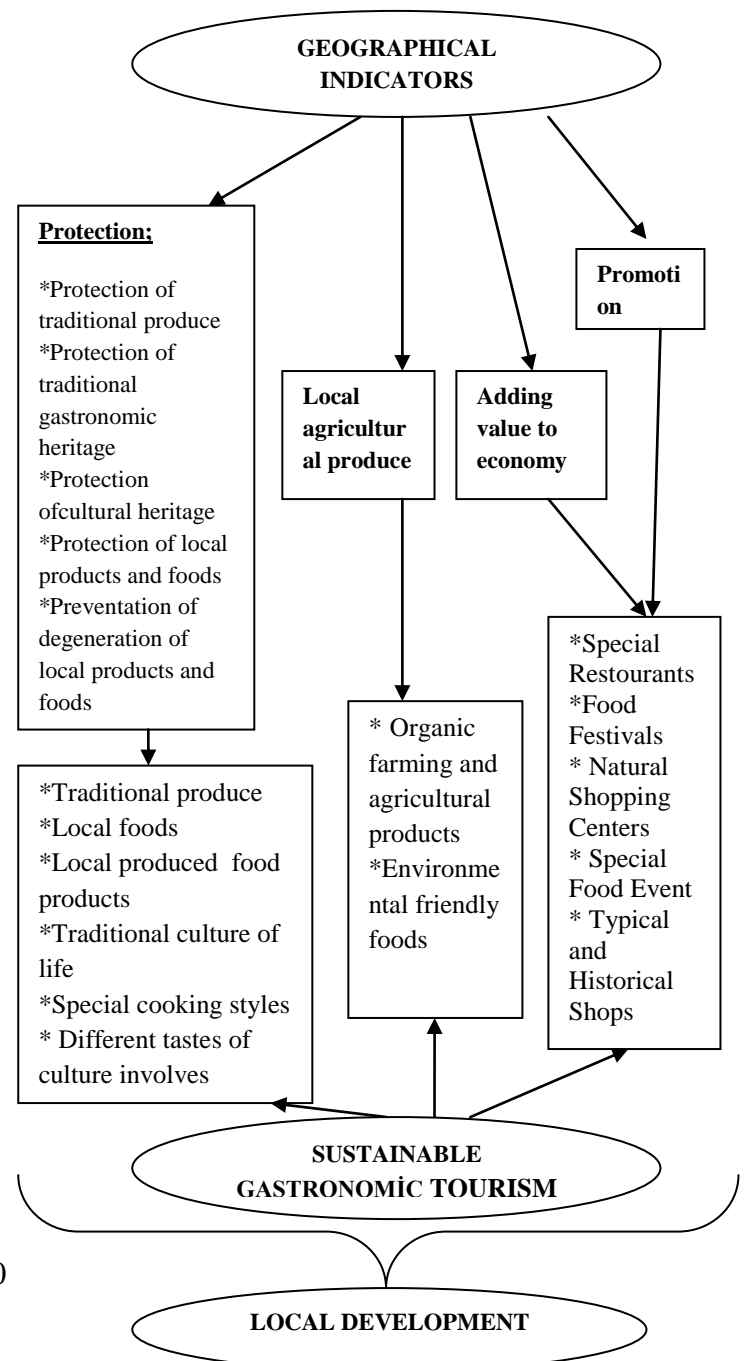 GEOGRAPHICAL
INDICATORS
Protection;
*Protection of
traditional produce
*Protection of
traditional
gastronomic
heritage
*Protection
ofcultural heritage
*Protection of local
products and foods
*Preventation of
degeneration of
local products and
foods
Local
agricultur
al produce
Adding
value to
economy
Promoti
on
*Traditional produce
*Local foods
*Local produced food
products
*Traditional culture of
life
*Special cooking styles
* Different tastes of
culture involves
* Organic
farming and
agricultural
products
*Environme
ntal friendly
foods
*Special
Restourants
*Food
Festivals
* Natural
Shopping
Centers
* Special
Food Event
* Typical
and
Historical
Shops
SUSTAINABLE
GASTRONOMİC TOURISM
)
LOCAL DEVELOPMENT